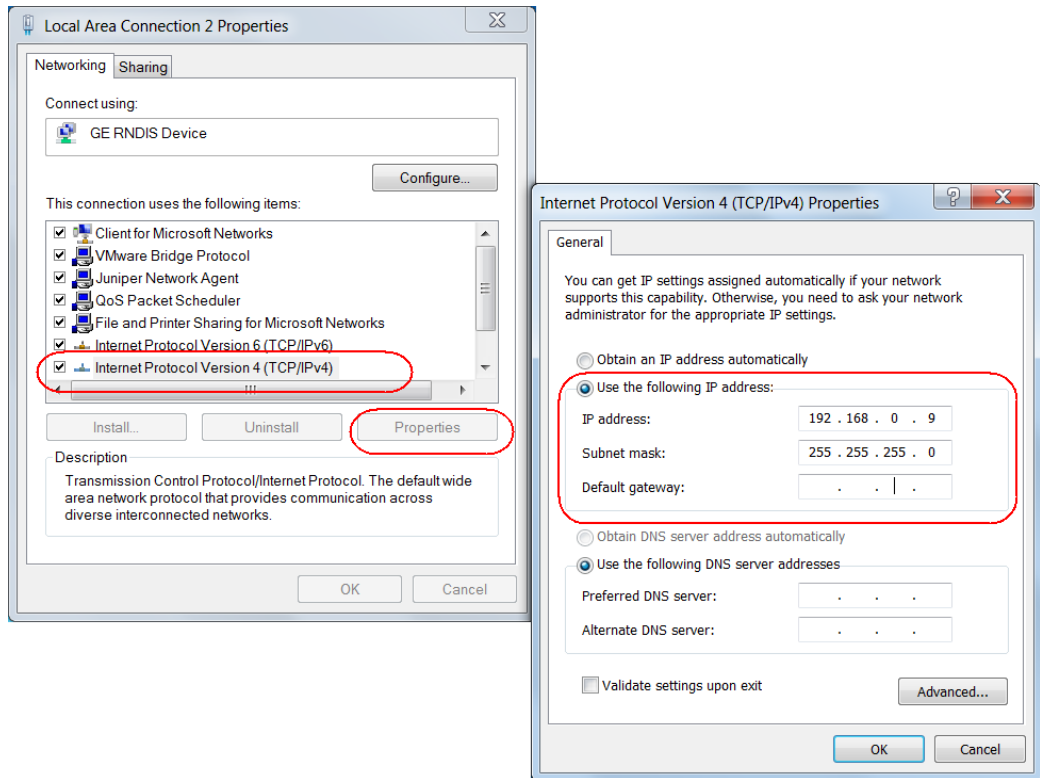 Local Area Connection 2 Properties
Networking
Sharing
Connect using:
GE RNDIS Device
Configure...
This connection uses the following items:
Client for Microsoft Networks
VMware Bridge Protocol
Juniper Network Agent
QoS Packet Scheduler
File and Printer Sharing for Microsoft Networks
Internet Protocol Version 6 (TCP/IPv6)
Internet Protocol Version 4 (TCP/IPv4)
Install...
Uninstall
Properties
Description
Transmission Control Protocol/Internet Protocol. The default wide
area network protocol that provides communication across
diverse interconnected networks.
OK
Cancel
Internet Protocol Version 4 (TCP/IPv4) Properties
General
You can get IP settings assigned automatically if your network
supports this capability. Otherwise, you need to ask your network
administrator for the appropriate IP settings.
Obtain an IP address automatically
Use the following IP address:
IP address: 192 . 168 . 0 . 9
Subnet mask: 255 . 255 . 255 . 0
Default gateway: . . .
Obtain DNS server address automatically
Use the following DNS server addresses
Preferred DNS server: . . .
Alternate DNS server: . . .
Validate settings upon exit
Advanced...
OK
Cancel